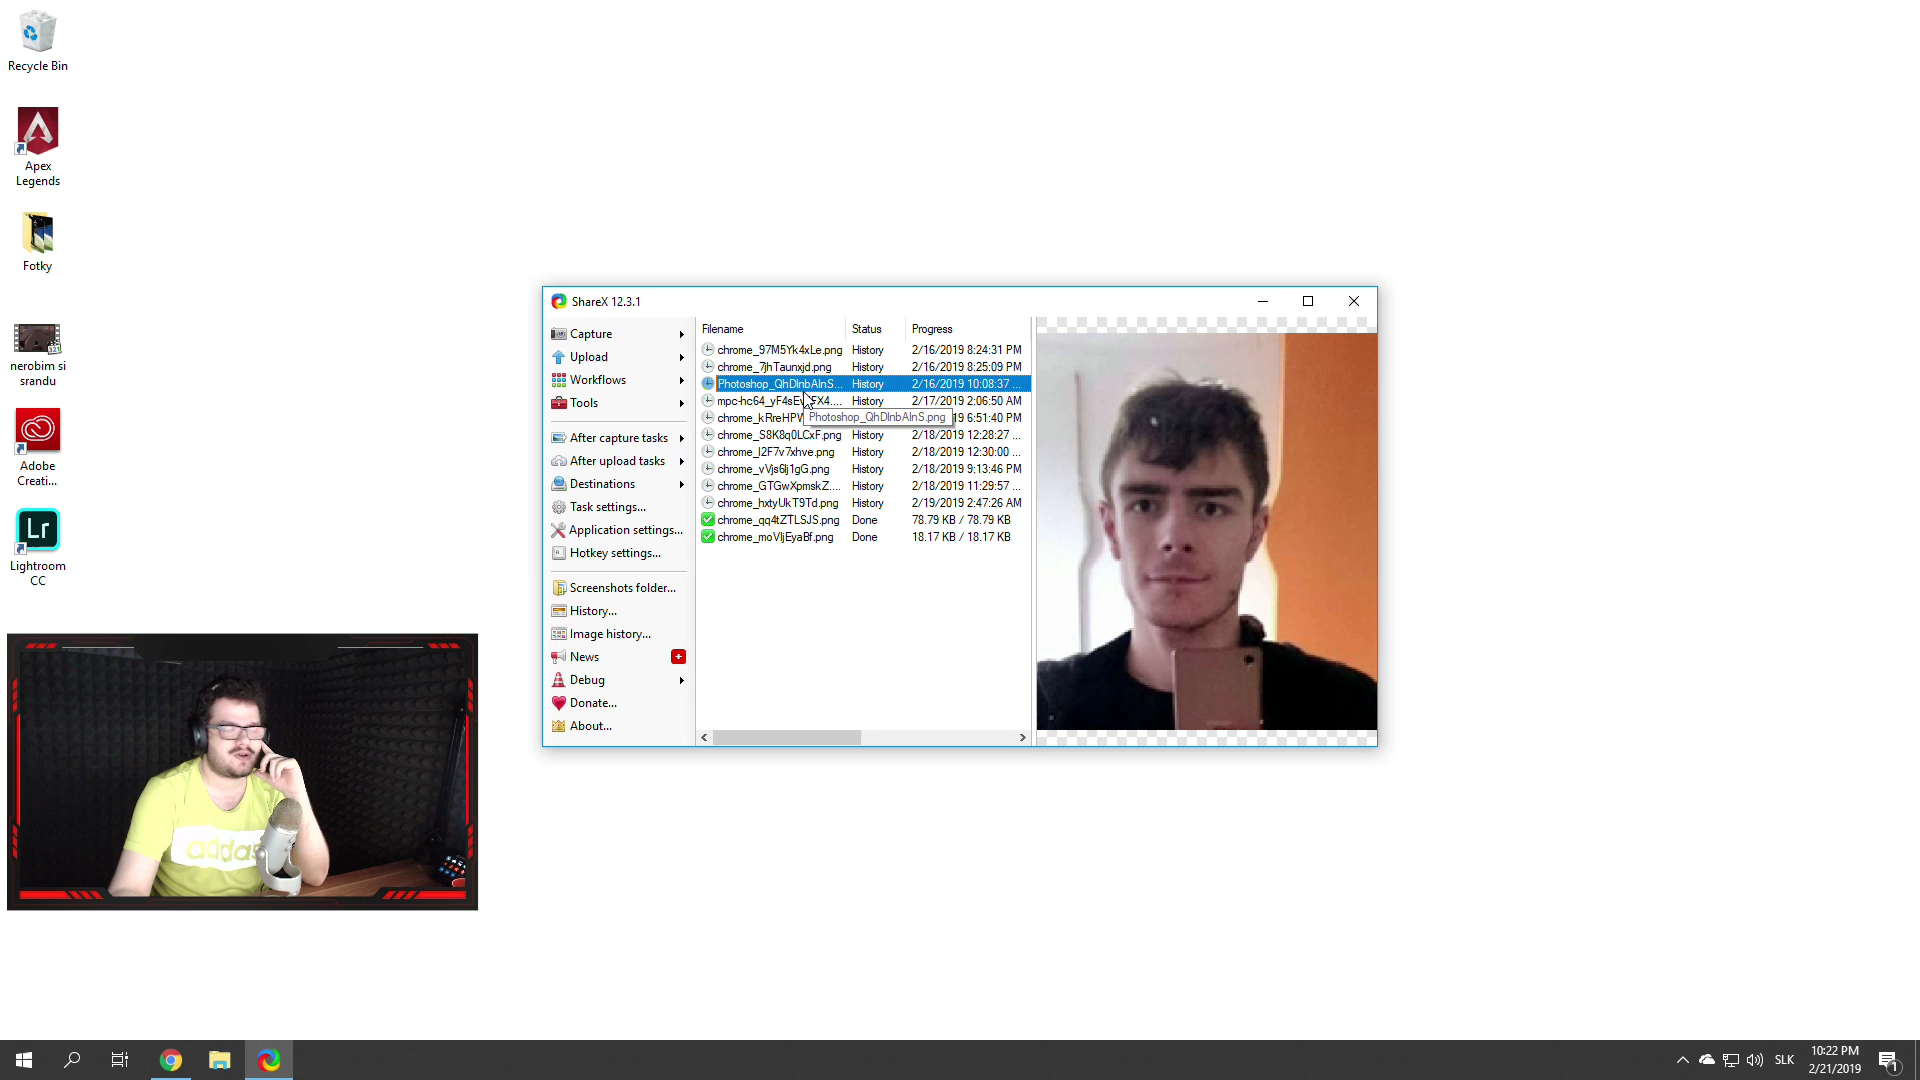 Recycle Bin
Apex
Legends
Fotky
nerobim si
srandu
Adobe
Creati...
Lr
Lightroom
CC
addas
ShareX 12.3.1
Capture
Upload
Workflows
Tools
After capture tasks
After upload tasks
Destinations
Task settings...
Application settings...
Hotkey settings...
Screenshots folder...
History...
Image history...
News
Debug
Donate...
About...
Filename Status Progress
chrome_97M5Yk4xLe.png History 2/16/2019 8:24:31 PM
chrome_7jhTaunxjd.png History 2/16/2019 8:25:09 PM
Photoshop_QhDlnbAlnS... History 2/16/2019 10:08:37 ...
History 2/17/2019 2:06:50 AM
Photoshop_QhDlnbAlnS.png 19 6:51:40 PM
chrome_S8K8q0LCxF.png History 2/18/2019 12:28:27 ...
chrome_l2F7v7xhve.png History 2/18/2019 12:30:00 ...
chrome_vVjs6lj1gG.png History 2/18/2019 9:13:46 PM
chrome_GTGwXpmskZ.... History 2/18/2019 11:29:57 ...
chrome_hxtyUkT9Td.png History 2/19/2019 2:47:26 AM
chrome_qq4tZTLSJS.png Done 78.79 KB / 78.79 KB
chrome_moVljEyaBf.png Done 18.17 KB / 18.17 KB
SLK
10:22 PM
2/21/2019
1